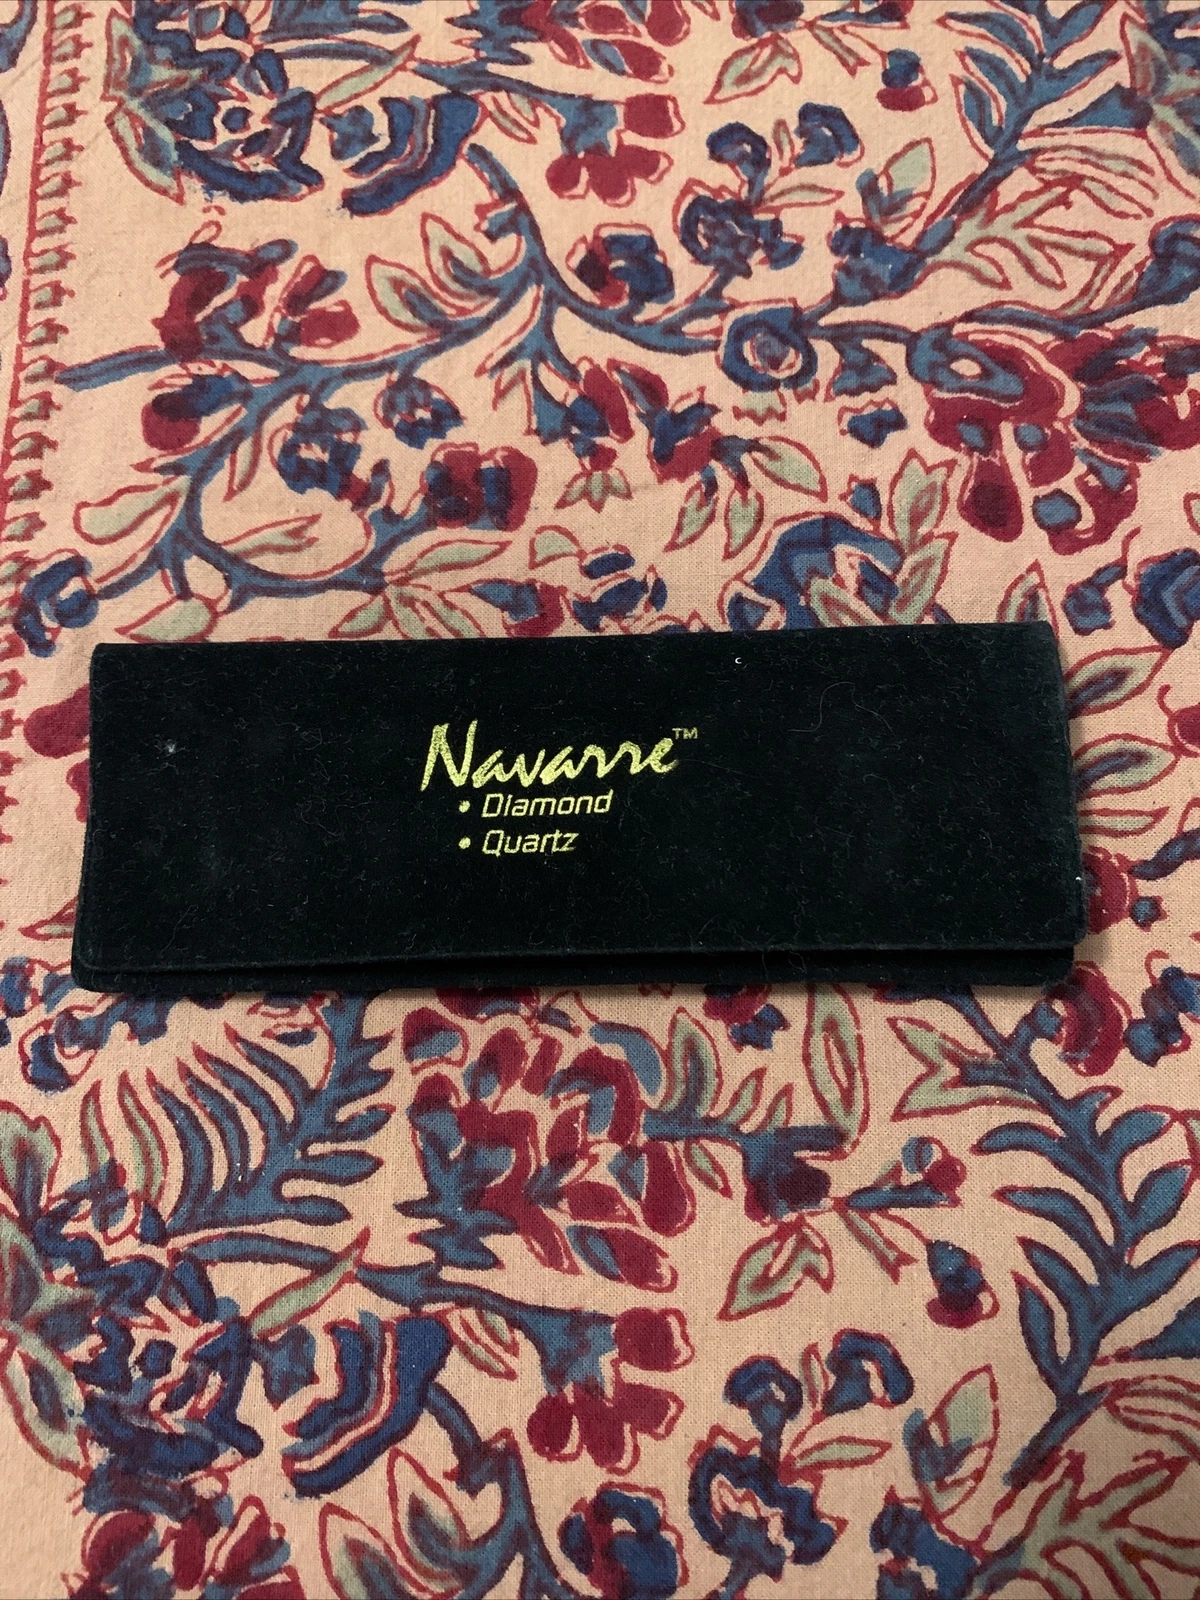 Navarre™
• Diamond
• Quartz